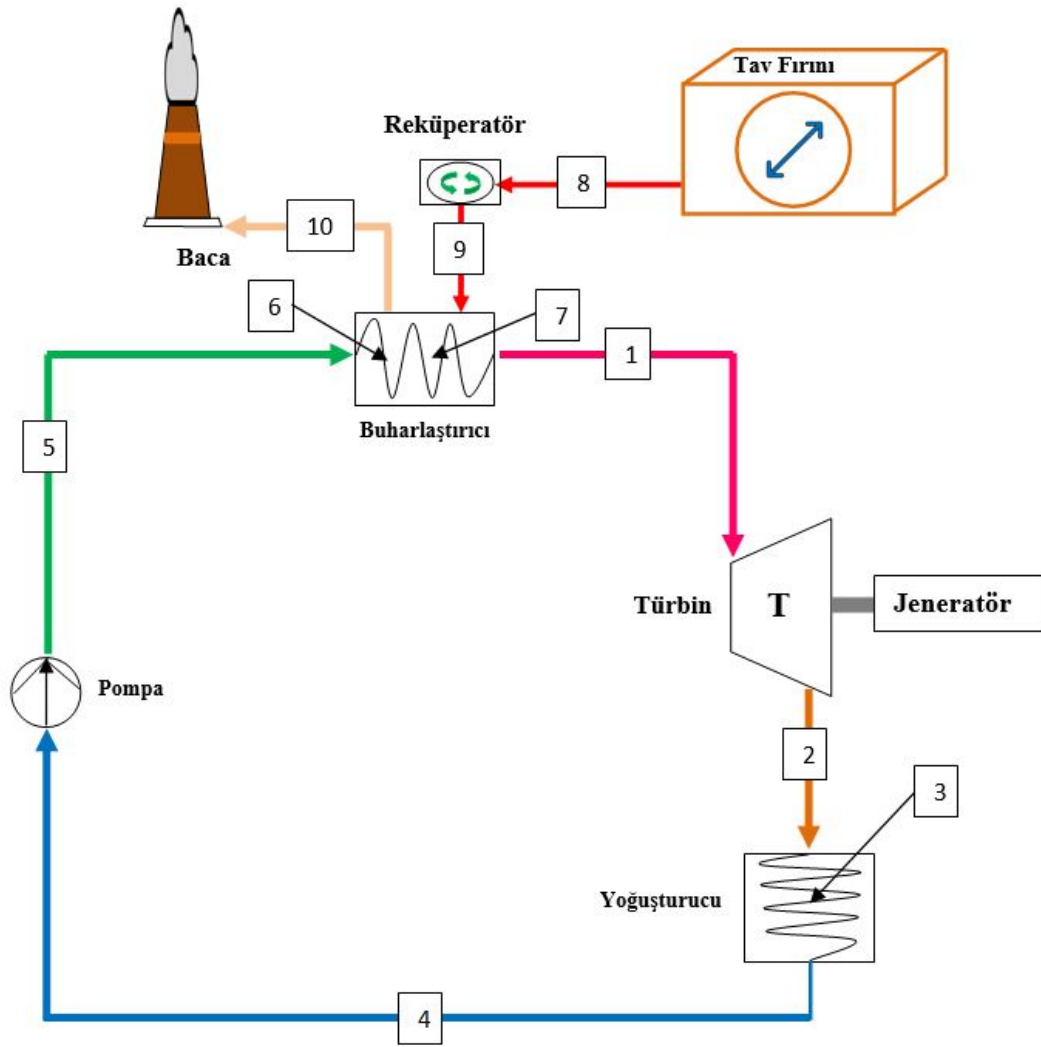 Tav Fırını
Reküperatör
8
10
9
Baca
6
7
1
Buharlaştırıcı
5
Türbin
T
Jeneratör
Pompa
2
3
Yoğuşturucu
4